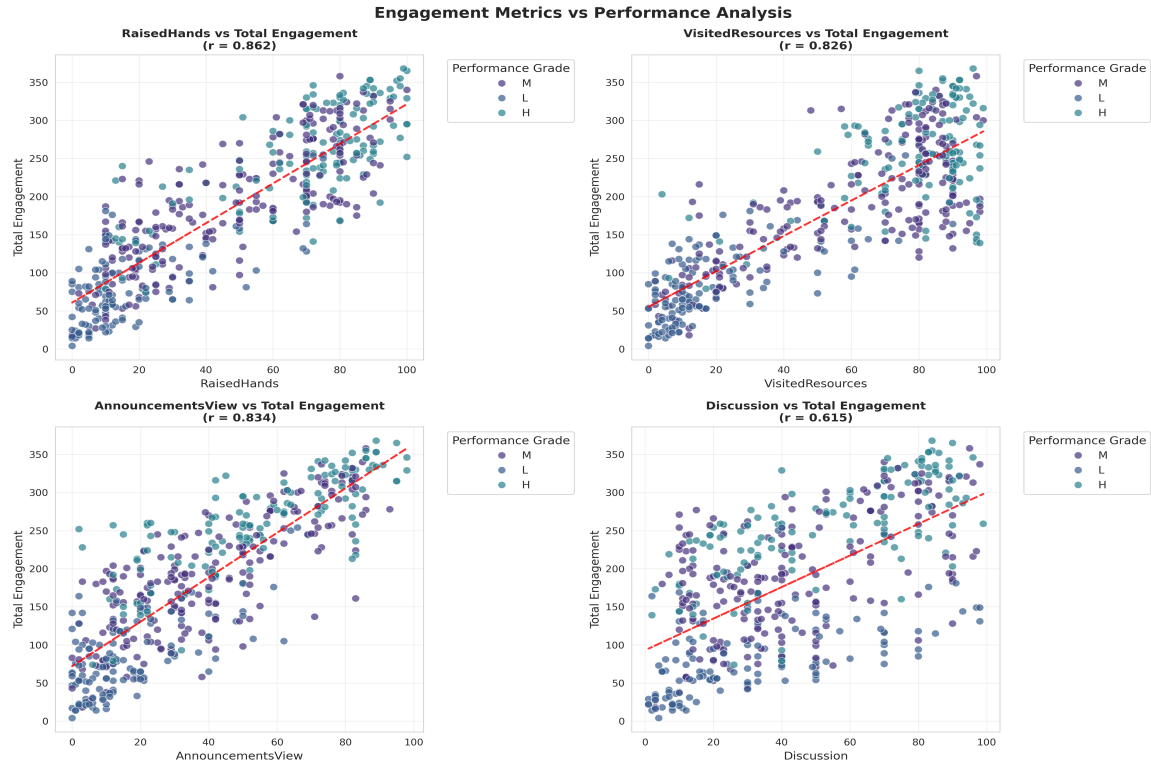 Engagement Metrics vs Performance Analysis
RaisedHands vs Total Engagement
(r = 0.862)
Total Engagement
350
300
250
200
150
100
50
0
0 20 40 60 80 100
RaisedHands
Performance Grade
M
L
H
VisitedResources vs Total Engagement
(r = 0.826)
Total Engagement
350
300
250
200
150
100
50
0
0 20 40 60 80 100
VisitedResources
Performance Grade
M
L
H
AnnouncementsView vs Total Engagement
(r = 0.834)
Total Engagement
350
300
250
200
150
100
50
0
0 20 40 60 80 100
AnnouncementsView
Performance Grade
M
L
H
Discussion vs Total Engagement
(r = 0.615)
Total Engagement
350
300
250
200
150
100
50
0
0 20 40 60 80 100
Discussion
Performance Grade
M
L
H